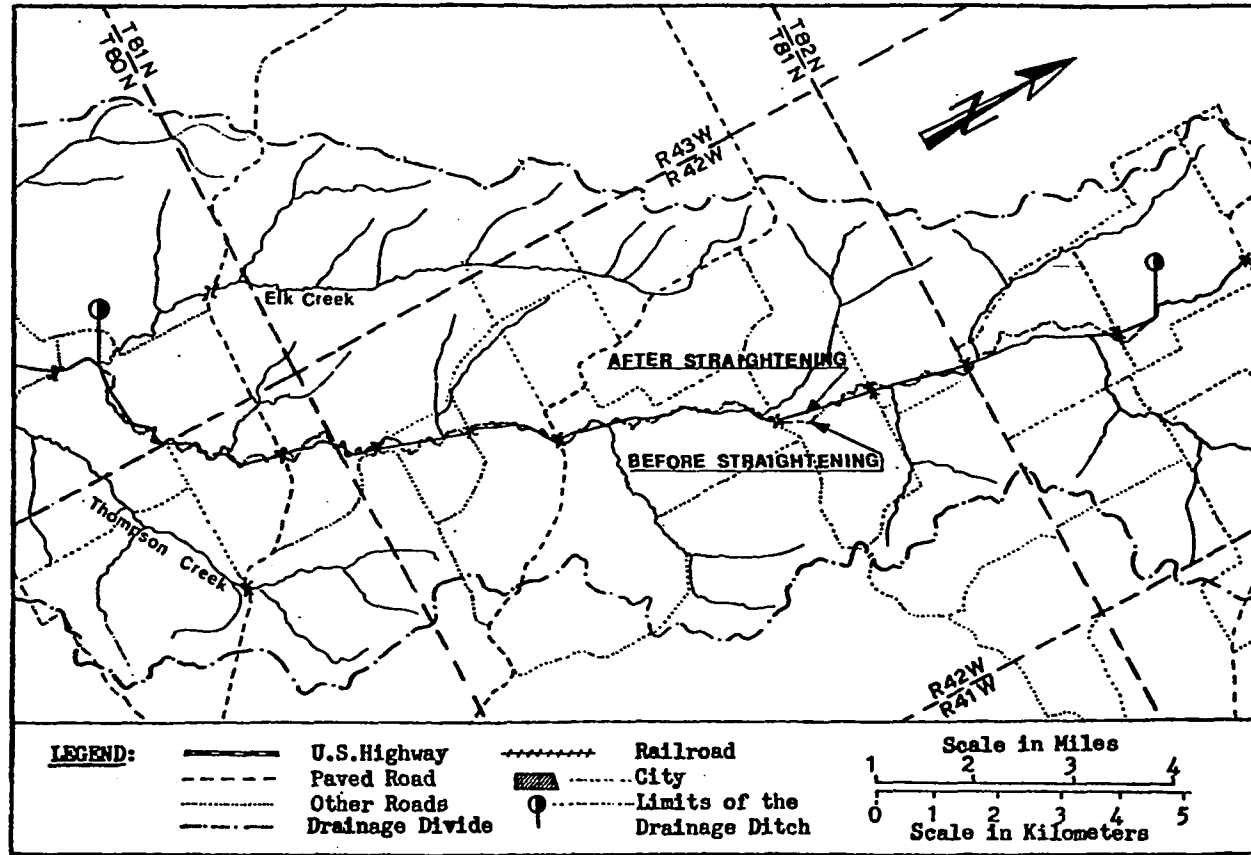 T81N
T80N
T82N
T81N
R43W
R42W
N
Elk Creek
AFTER STRAIGHTENING
BEFORE STRAIGHTENING
Thompson Creek
R42W
R41W
LEGEND:
U.S.Highway
Paved Road
Other Roads
Drainage Divide
Railroad
City
Limits of the
Drainage Ditch
Scale in Miles
1 2 3 4
0 1 2 3 4 5
Scale in Kilometers